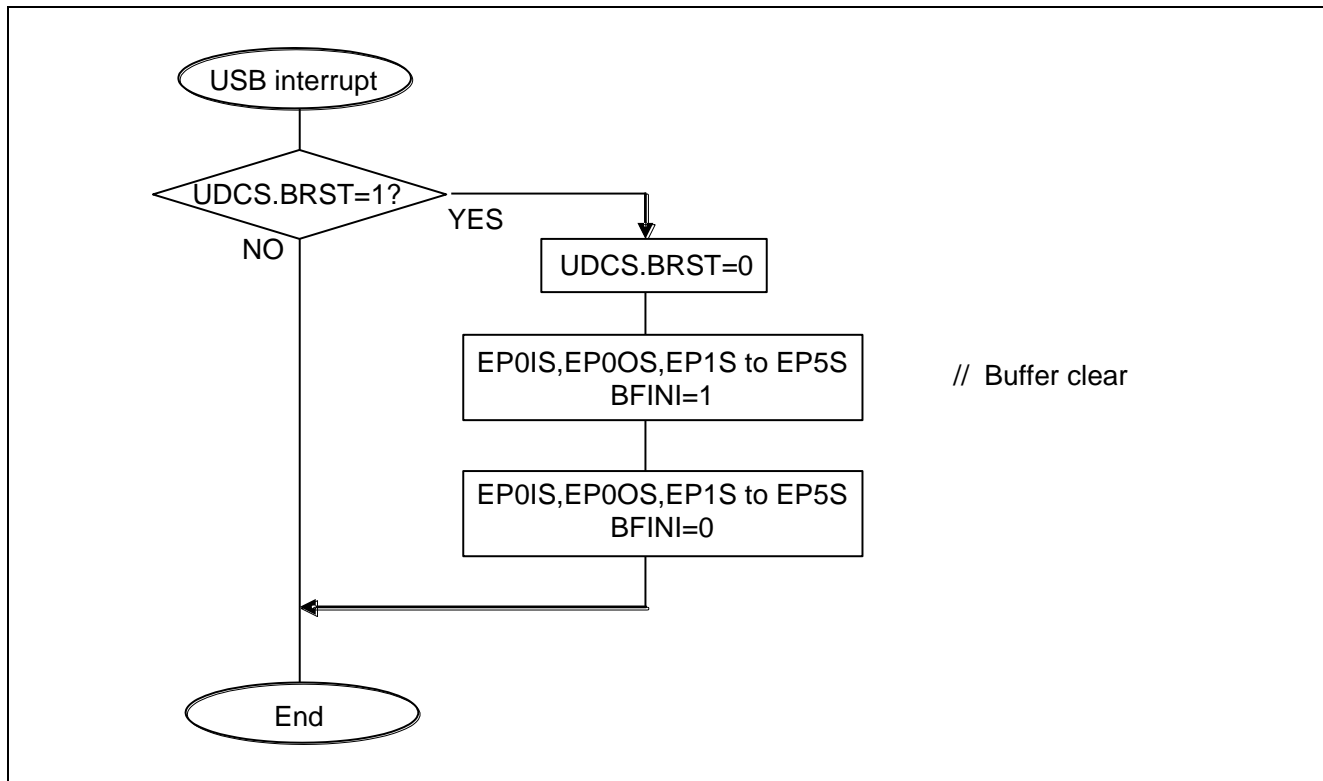 USB interrupt
UDCS.BRST=1?
YES
NO
UDCS.BRST=0
EP0IS,EP0OS,EP1S to EP5S
BFINI=1
// Buffer clear
EP0IS,EP0OS,EP1S to EP5S
BFINI=0
End